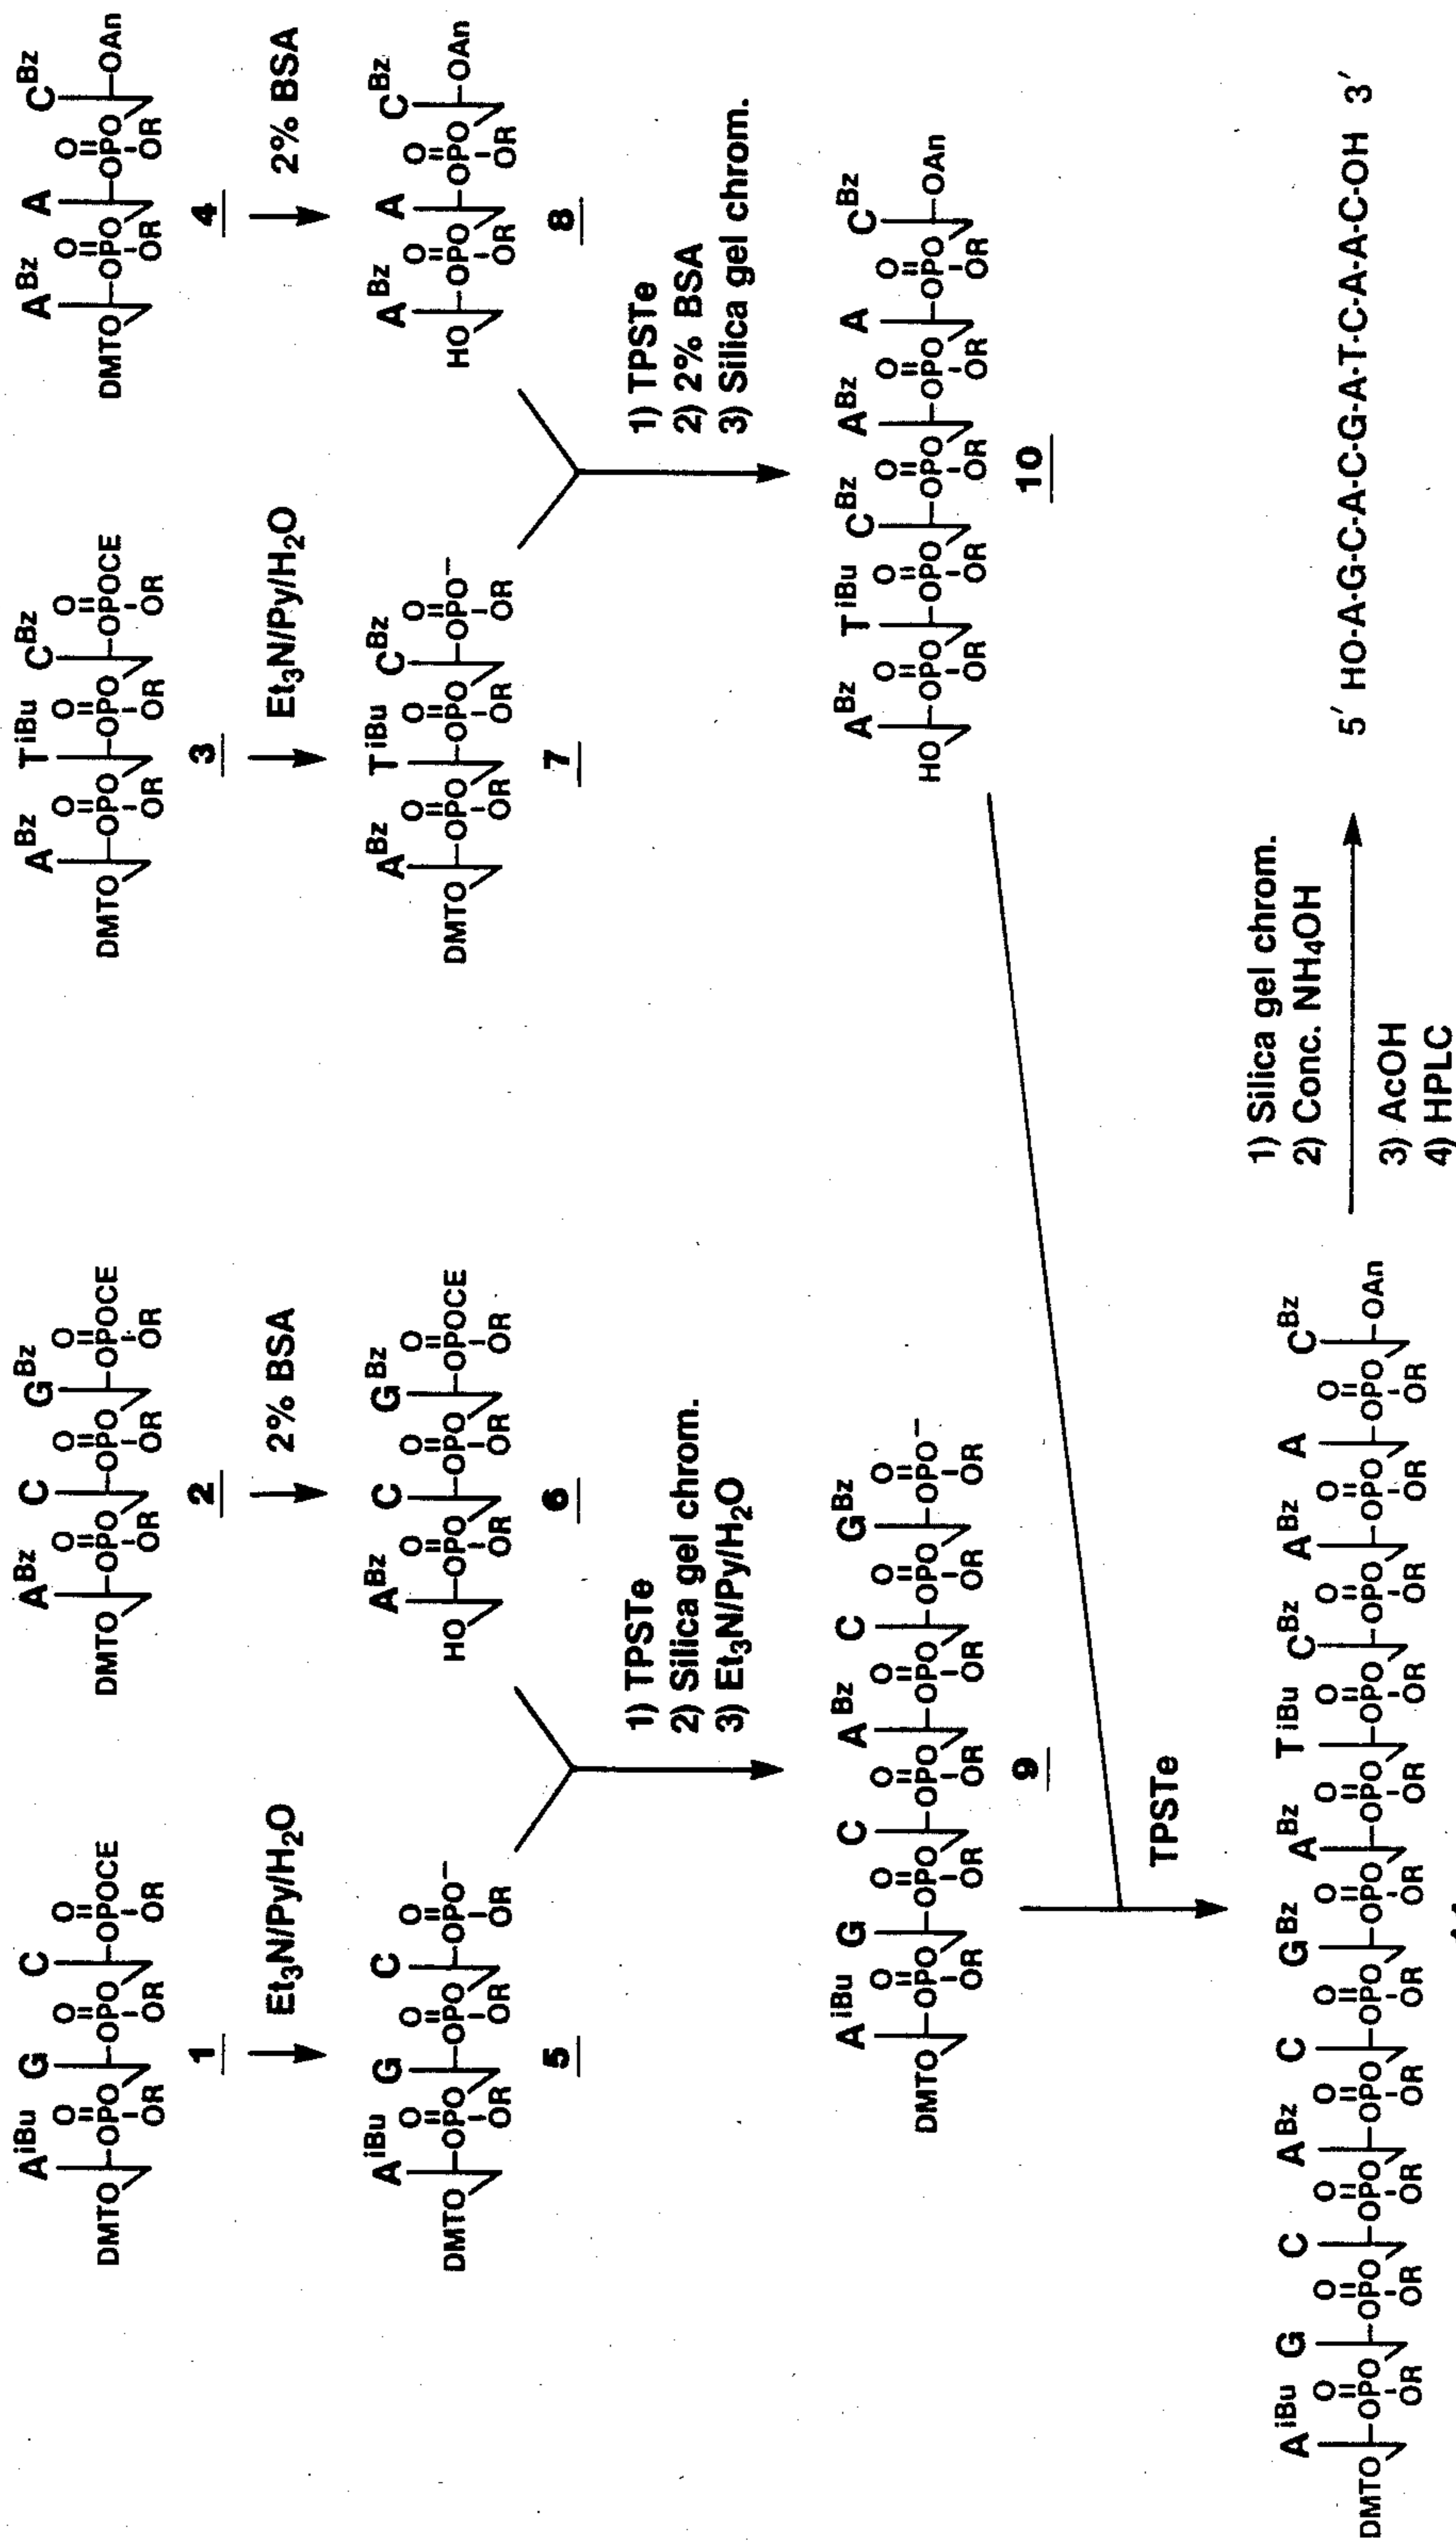 A^iBu G C
O O O
DMTO OPO OPO OPOCE
OR OR OR
1
A^Bz C G^Bz
O O O
DMTO OPO OPO OPOCE
OR OR OR
2
A^Bz T^iBu C^Bz
O O O
DMTO OPO OPO OPOCE
OR OR OR
3
A^Bz A C^Bz
O O
DMTO OPO OPO OAn
OR OR
4
Et₃N/Py/H₂O
2% BSA
Et₃N/Py/H₂O
2% BSA
A^iBu G C
O O O
DMTO OPO OPO OPO⁻
OR OR OR
5
A^Bz C G^Bz
O O O
HO OPO OPO OPOCE
OR OR OR
6
A^Bz T^iBu C^Bz
O O O
DMTO OPO OPO OPO⁻
OR OR OR
7
A^Bz A C^Bz
O O
HO OPO OPO OAn
OR OR
8
1) TPSTe
2) Silica gel chrom.
3) Et₃N/Py/H₂O
1) TPSTe
2) 2% BSA
3) Silica gel chrom.
A^iBu G C A^Bz C G^Bz
O O O O O O
DMTO OPO OPO OPO OPO OPO OPO⁻
OR OR OR OR OR OR
9
A^Bz T^iBu C^Bz A^Bz A C^Bz
O O O O O
HO OPO OPO OPO OPO OPO OAn
OR OR OR OR OR
10
TPSTe
A^iBu G C A^Bz C G^Bz A^Bz T^iBu C^Bz A^Bz A C^Bz
O O O O O O O O O O O
DMTO OPO OPO OPO OPO OPO OPO OPO OPO OPO OPO OPO OAn
OR OR OR OR OR OR OR OR OR OR OR
1) Silica gel chrom.
2) Conc. NH₄OH
3) AcOH
4) HPLC
5′ HO-A-G-C-A-C-G-A-T-C-A-A-C-OH 3′